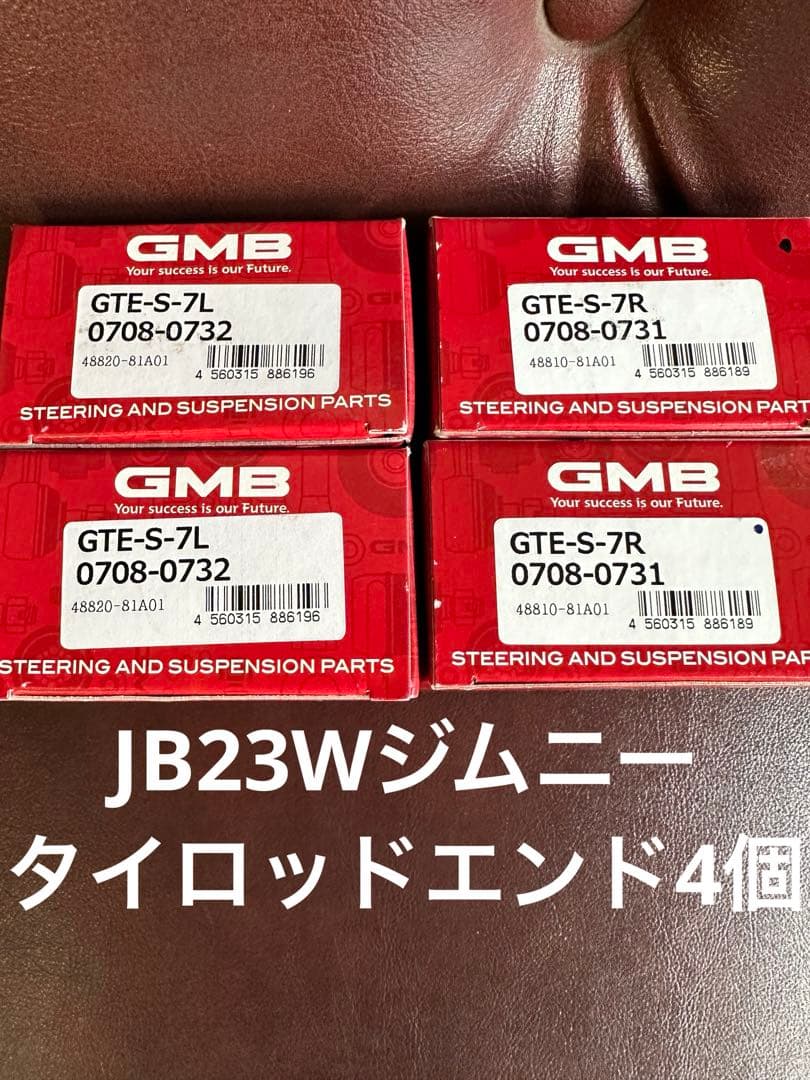 GMB
Your success is our Future.
GTE-S-7L
0708-0732
48820-81A01
4 560315 886196
STEERING AND SUSPENSION PARTS
GMB
Your success is our Future.
GTE-S-7R
0708-0731
48810-81A01
4 560315 886189
STEERING AND SUSPENSION PART
GMB
Your success is our Future.
GTE-S-7L
0708-0732
48820-81A01
4 560315 886196
STEERING AND SUSPENSION PARTS
GMB
Your success is our Future.
GTE-S-7R
0708-0731
48810-81A01
4 560315 886189
STEERING AND SUSPENSION PAR
JB23Wジムニー
タイロッドエンド4個